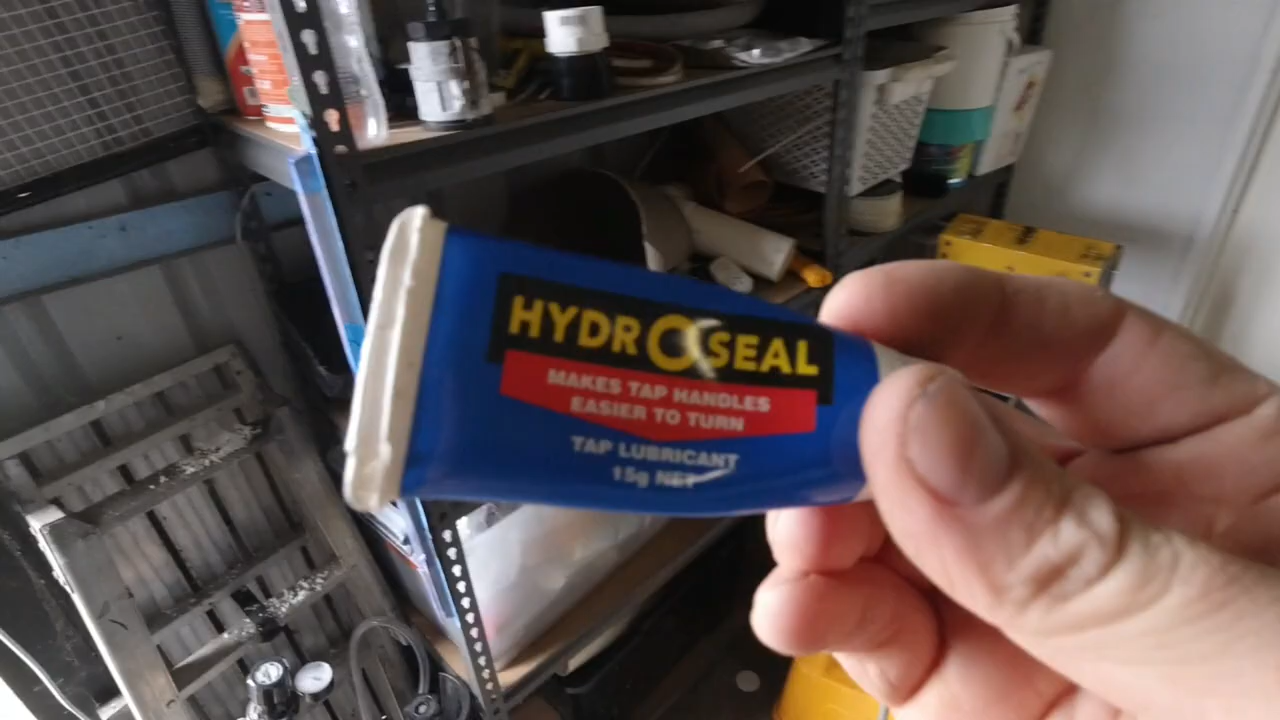 HYDROSEAL
MAKES TAP HANDLES
EASIER TO TURN
TAP LUBRICANT
15g NET